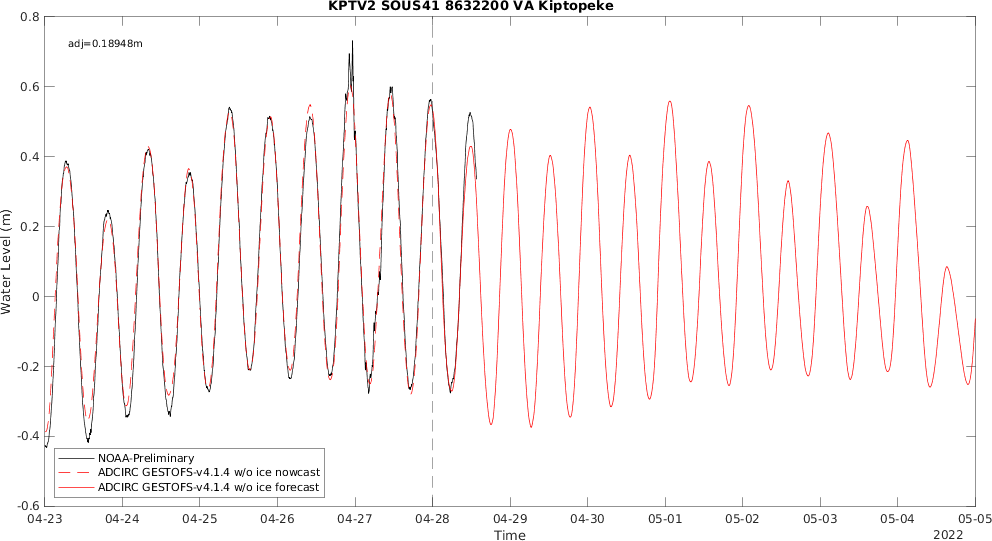 KPTV2 SOUS41 8632200 VA Kiptopeke
adj=0.18948m
0.8
0.6
0.4
0.2
0
-0.2
-0.4
-0.6
Water Level (m)
NOAA-Preliminary
ADCIRC GESTOFS-v4.1.4 w/o ice nowcast
ADCIRC GESTOFS-v4.1.4 w/o ice forecast
04-23 04-24 04-25 04-26 04-27 04-28 04-29 04-30 05-01 05-02 05-03 05-04 05-05
Time
2022